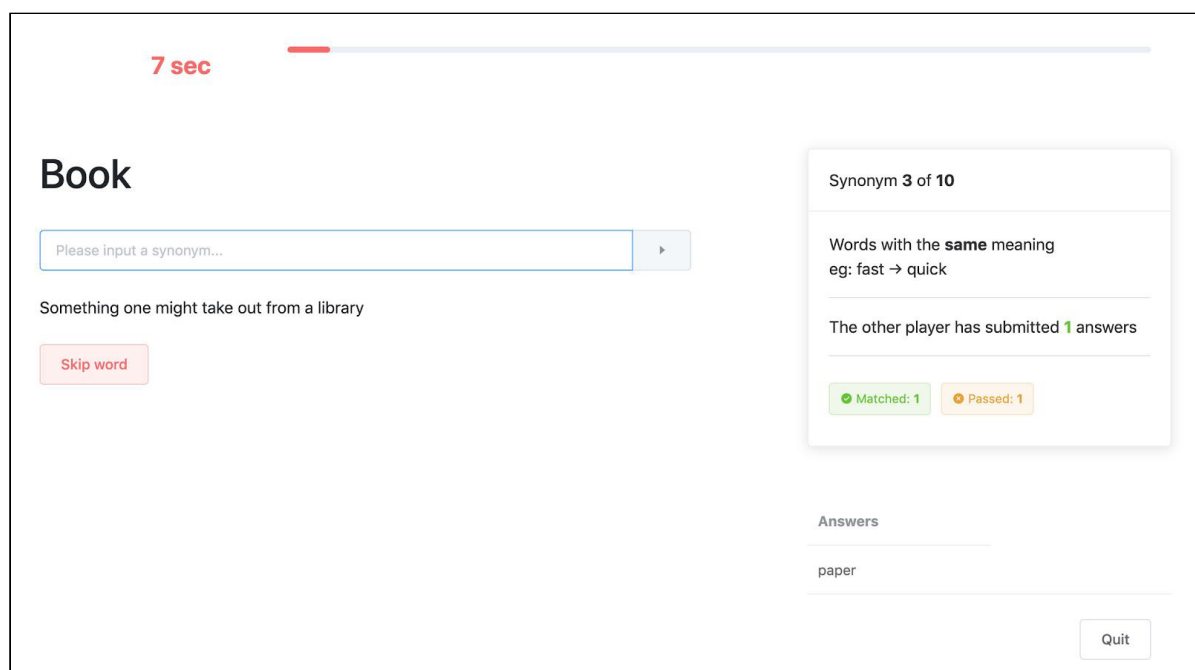 7 sec
Book
Please input a synonym...
Something one might take out from a library
Skip word
Synonym 3 of 10
Words with the same meaning
eg: fast → quick
The other player has submitted 1 answers
Matched: 1 Passed: 1
Answers
paper
Quit